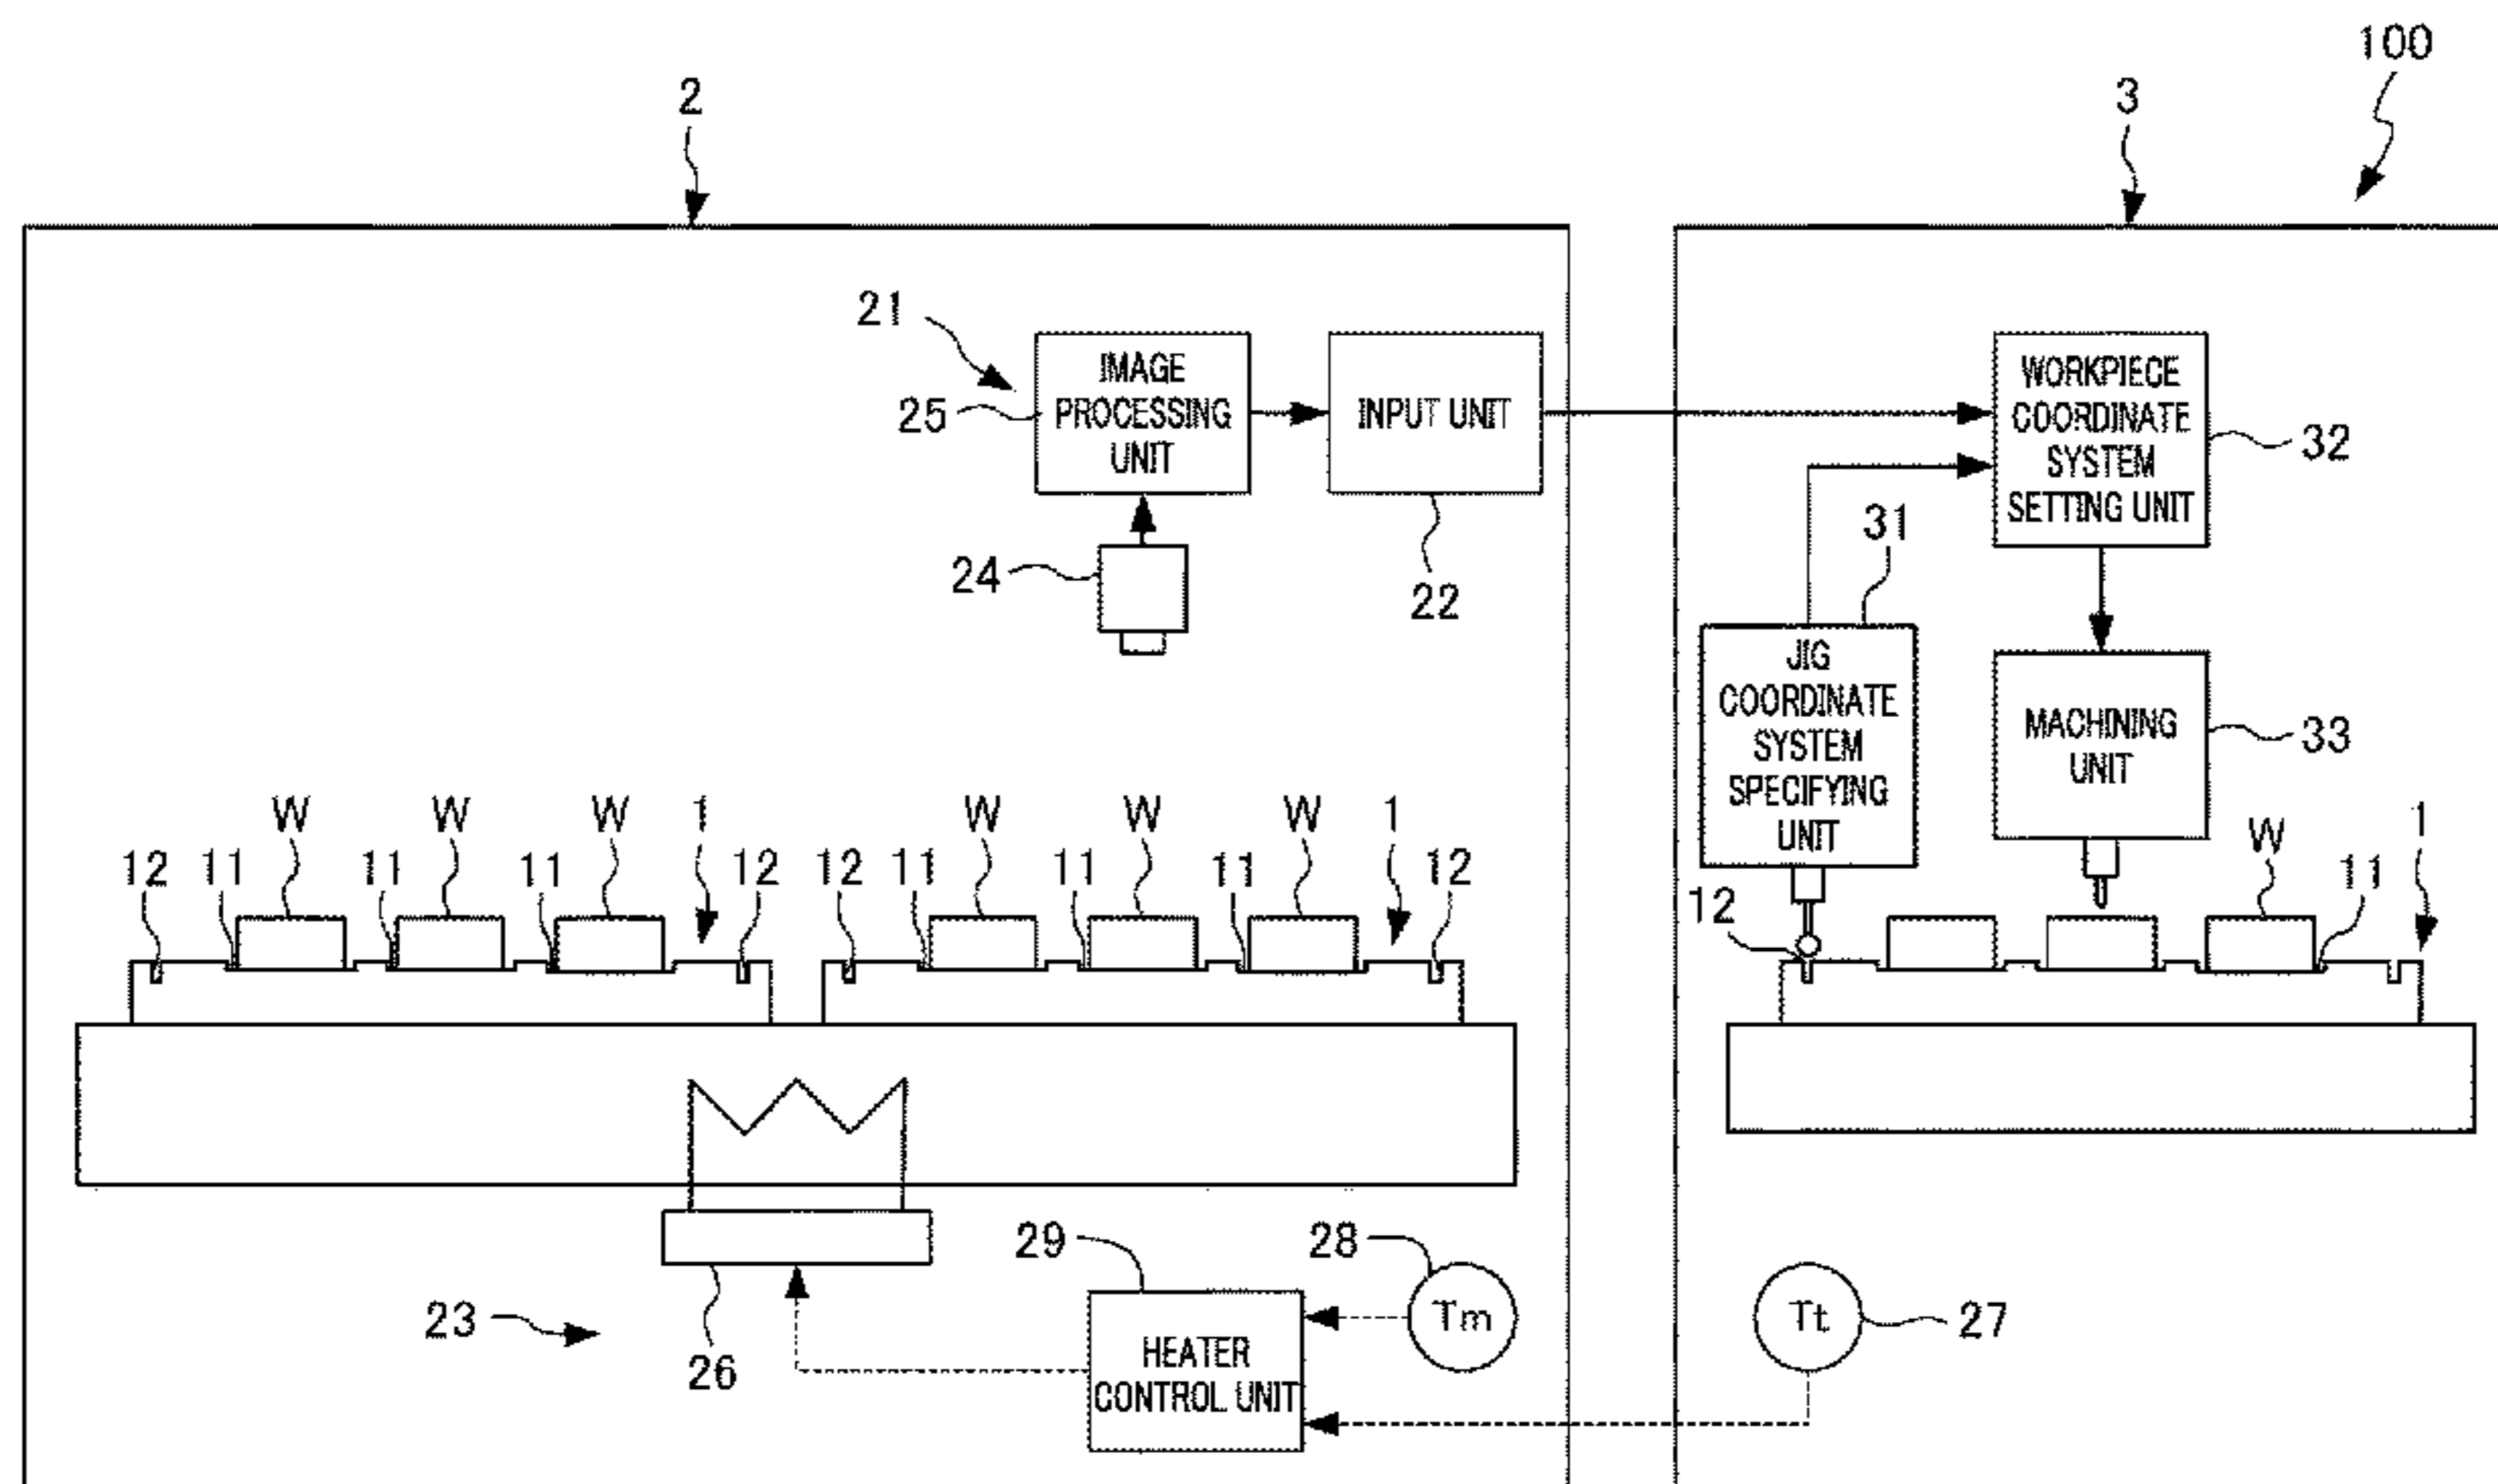 100
2
3
21
IMAGE
PROCESSING
UNIT
25
INPUT UNIT
WORKPIECE
COORDINATE
SYSTEM
SETTING UNIT
32
24
22
31
JIG
COORDINATE
SYSTEM
SPECIFYING
UNIT
MACHINING
UNIT
33
W W W 1 W W W 1
12 11 11 11 12 12 11 11 11 12
12 W 11 1
29
28
23
26
HEATER
CONTROL UNIT
Tm
Tt
27